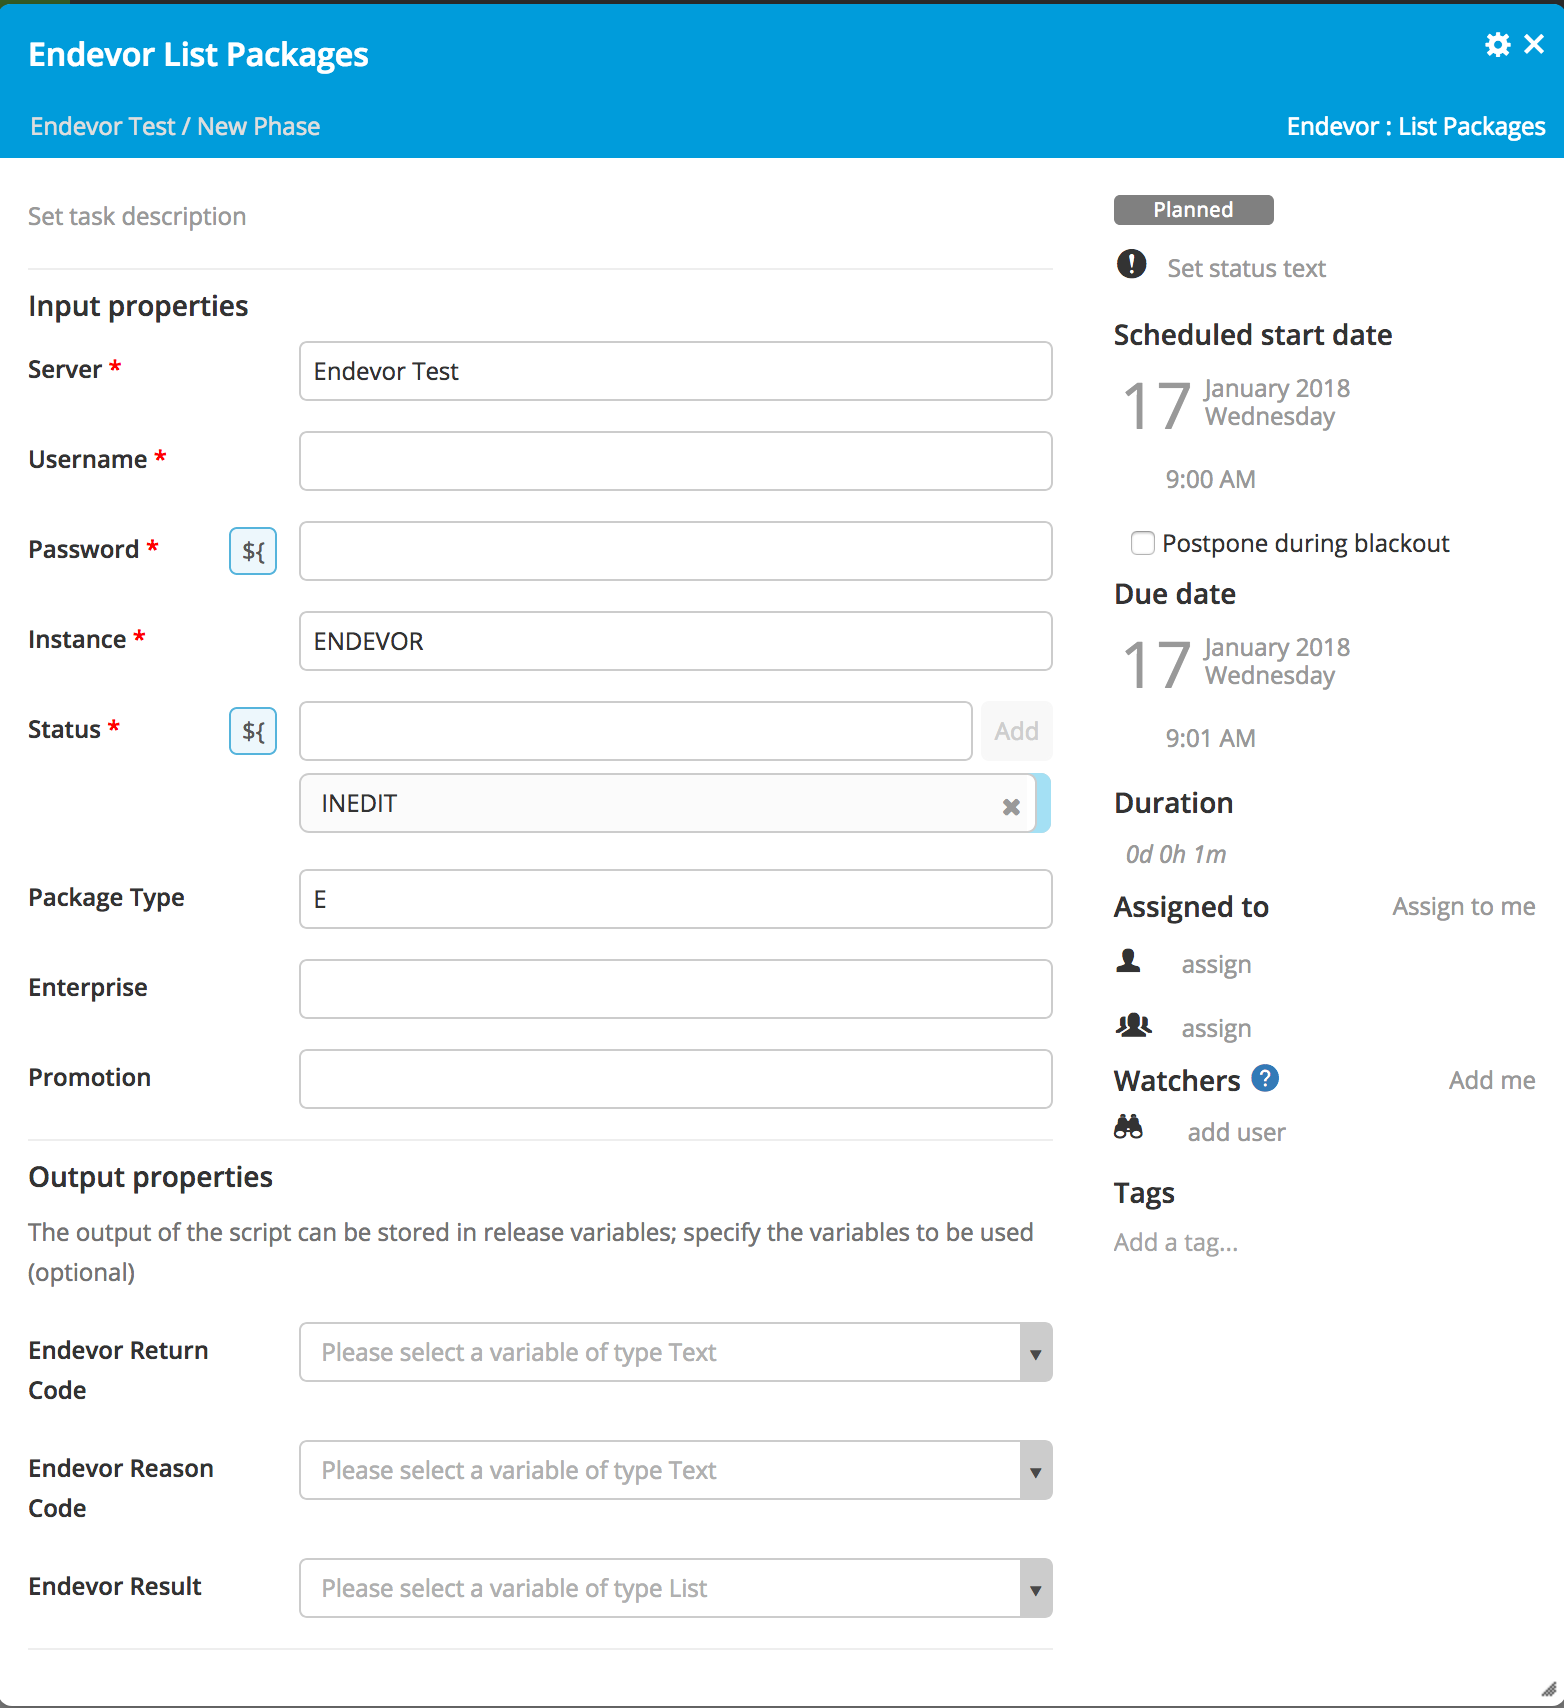 Endevor List Packages
Endevor Test / New Phase
Endevor : List Packages
Set task description
Input properties
Server *
Endevor Test
Username *
Password *
${
Instance *
ENDEVOR
Status *
${
Add
INEDIT
Package Type
E
Enterprise
Promotion
Output properties
The output of the script can be stored in release variables; specify the variables to be used
(optional)
Endevor Return
Code
Please select a variable of type Text
Endevor Reason
Code
Please select a variable of type Text
Endevor Result
Please select a variable of type List
Planned
Set status text
Scheduled start date
17
January 2018
Wednesday
9:00 AM
Postpone during blackout
Due date
17
January 2018
Wednesday
9:01 AM
Duration
0d 0h 1m
Assigned to
Assign to me
assign
assign
Watchers ?
Add me
add user
Tags
Add a tag...